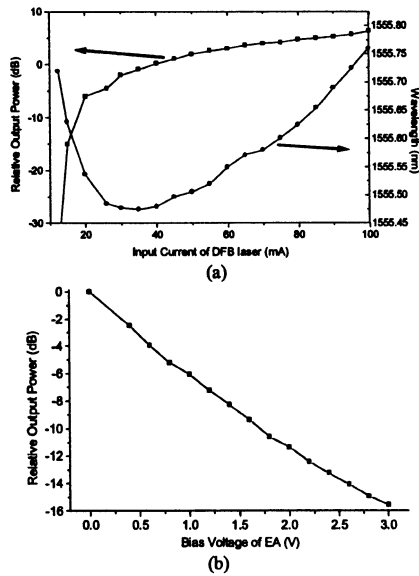 10
0
-10
-20
-30
Relative Output Power (dB)
1555.80
1555.75
1555.70
1555.65
1555.60
1555.55
1555.50
1555.45
Wavelength (nm)
20 40 60 80 100
Input Current of DFB laser (mA)
(a)
0
-2
-4
-6
-8
-10
-12
-14
-16
Relative Output Power (dB)
0.0 0.5 1.0 1.5 2.0 2.5 3.0
Bias Voltage of EA (V)
(b)